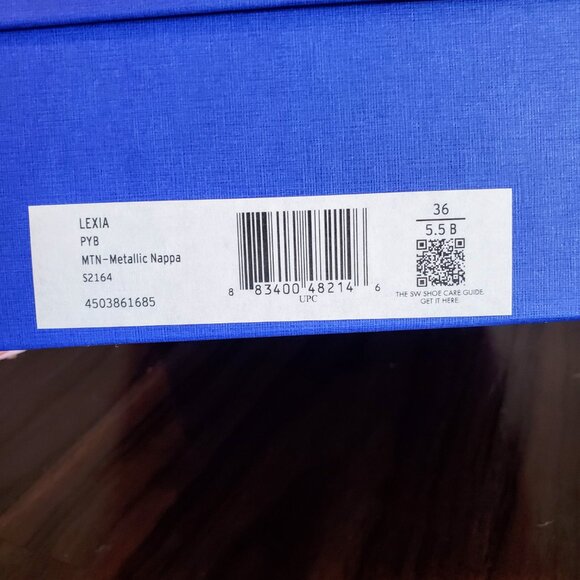 LEXIA
PYB
MTN-Metallic Nappa
S2164
4503861685
8 83400 48214 6
UPC
36
5.5 B
THE SW SHOE CARE GUIDE.
GET IT HERE.